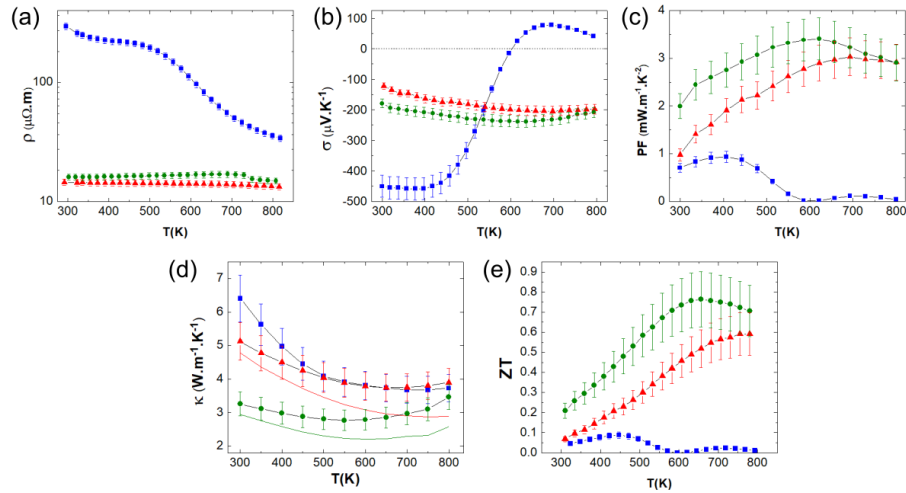 (a)
100
10
ρ (μΩ.m)
300 400 500 600 700 800
T(K)
(b)
100
0
-100
-200
-300
-400
-500
σ (μV.K⁻¹)
300 400 500 600 700 800
T(K)
(c)
4
3
2
1
0
PF (mW.m⁻¹.K⁻²)
300 400 500 600 700 800
T(K)
(d)
7
6
5
4
3
2
κ (W.m⁻¹.K⁻¹)
300 400 500 600 700 800
T(K)
(e)
0.9
0.8
0.7
0.6
0.5
0.4
0.3
0.2
0.1
0.0
ZT
300 400 500 600 700 800
T(K)